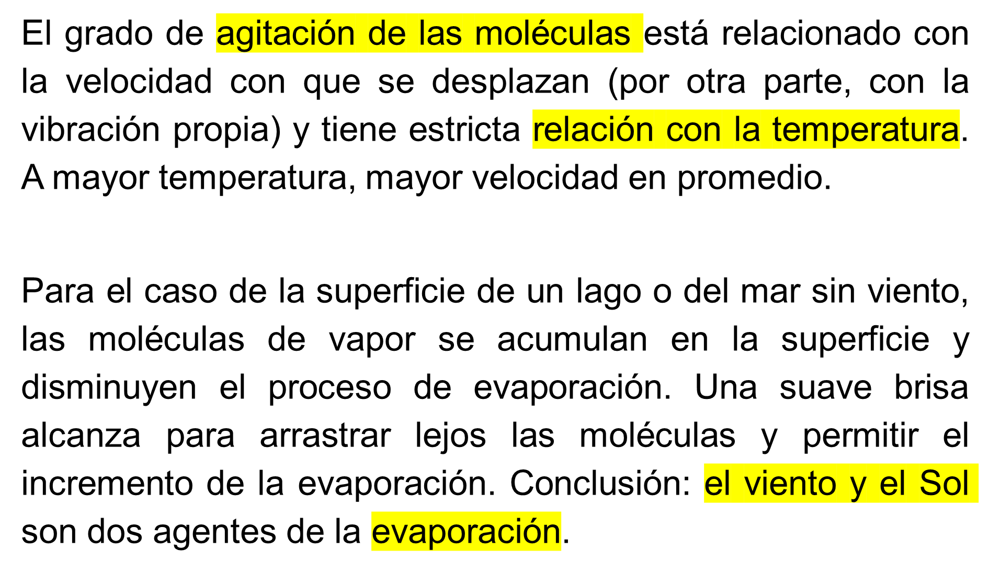 El grado de agitación de las moléculas está relacionado con
la velocidad con que se desplazan (por otra parte, con la
vibración propia) y tiene estricta relación con la temperatura.
A mayor temperatura, mayor velocidad en promedio.
Para el caso de la superficie de un lago o del mar sin viento,
las moléculas de vapor se acumulan en la superficie y
disminuyen el proceso de evaporación. Una suave brisa
alcanza para arrastrar lejos las moléculas y permitir el
incremento de la evaporación. Conclusión: el viento y el Sol
son dos agentes de la evaporación.